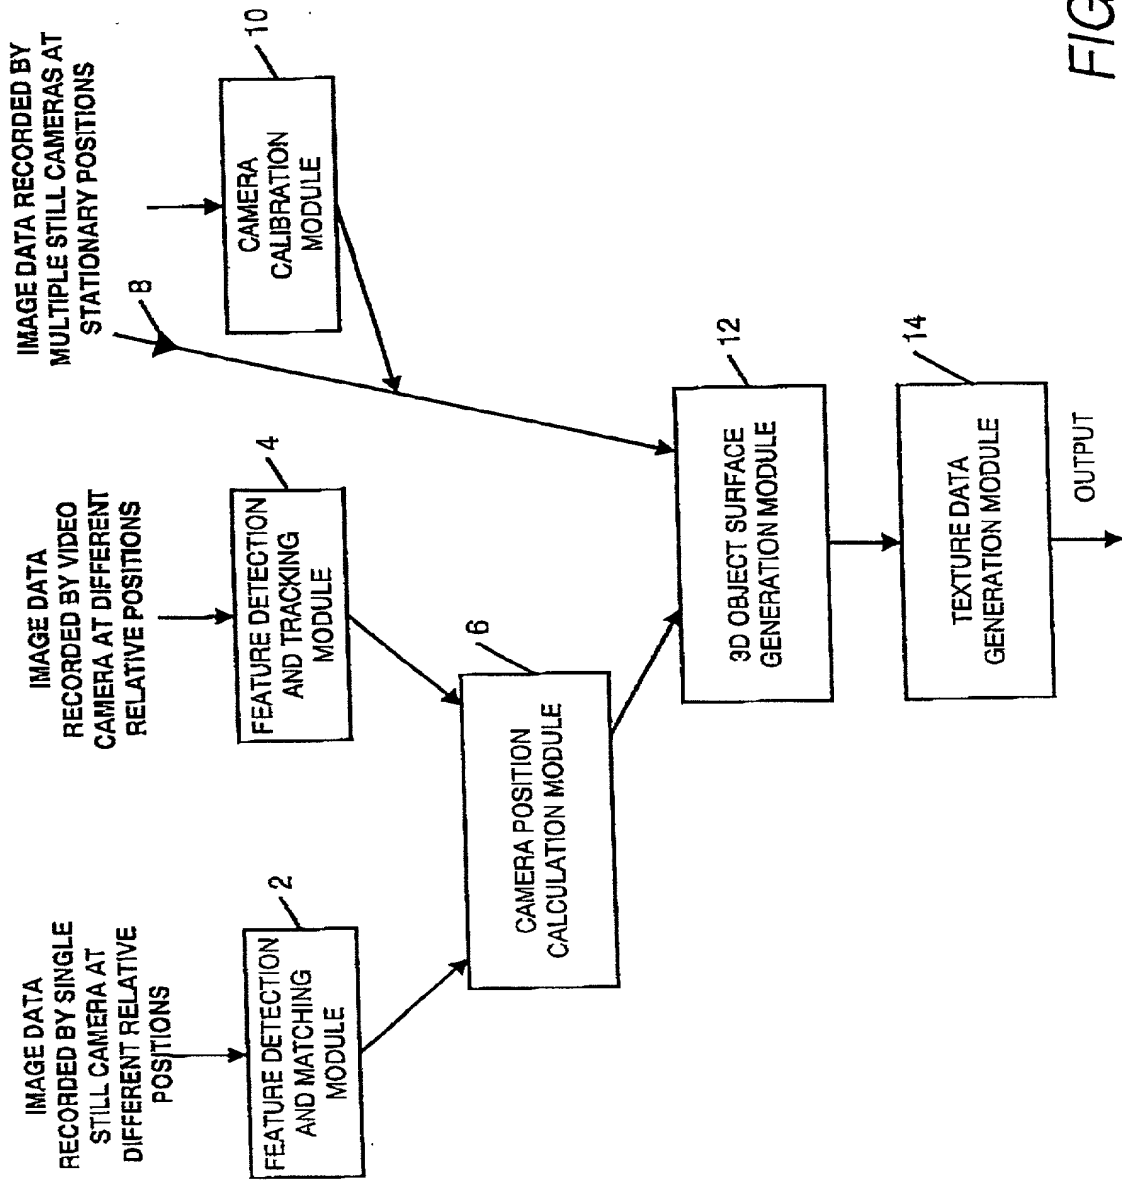 IMAGE DATA
RECORDED BY SINGLE
STILL CAMERA AT
DIFFERENT RELATIVE
POSITIONS
IMAGE DATA
RECORDED BY VIDEO
CAMERA AT DIFFERENT
RELATIVE POSITIONS
IMAGE DATA RECORDED BY
MULTIPLE STILL CAMERAS AT
STATIONARY POSITIONS
2
FEATURE DETECTION
AND MATCHING
MODULE
4
FEATURE DETECTION
AND TRACKING
MODULE
8
10
CAMERA
CALIBRATION
MODULE
6
CAMERA POSITION
CALCULATION MODULE
12
3D OBJECT SURFACE
GENERATION MODULE
14
TEXTURE DATA
GENERATION MODULE
OUTPUT
FIG